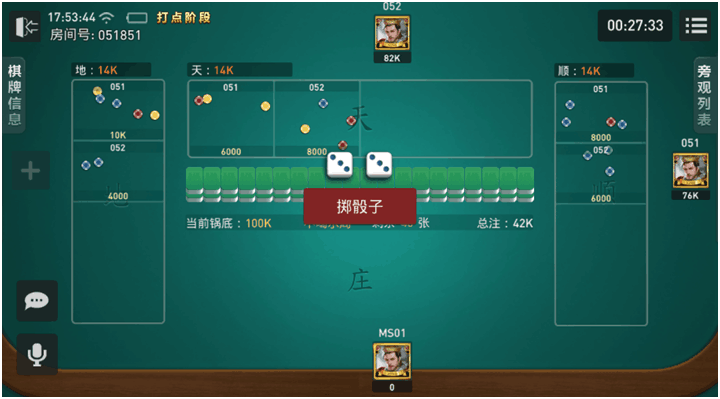 052
17:53:44
打点阶段
房间号: 051851
82K
00:27:33
棋牌信息
地 : 14K
051
10K
052
4000
天 : 14K
051
6000
052
8000
天
顺 : 14K
051
8000
052
6000
旁观列表
051
76K
掷骰子
当前锅底 : 100K
张
总注 : 42K
庄
MS01
0